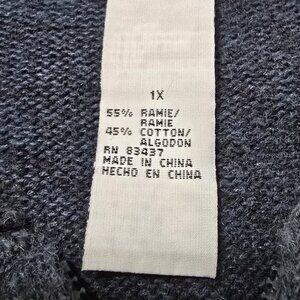 1X
55% RAMIE/
RAMIE
45% COTTON/
ALGODON
RN 83437
MADE IN CHINA
HECHO EN CHINA